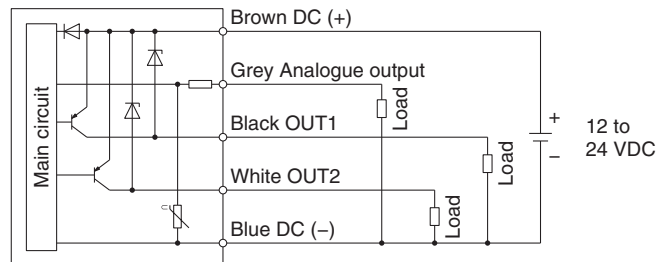 Brown DC (+)
Grey Analogue output
Black OUT1
White OUT2
Blue DC (−)
Main circuit
Load
Load
Load
+
−
12 to
24 VDC
U